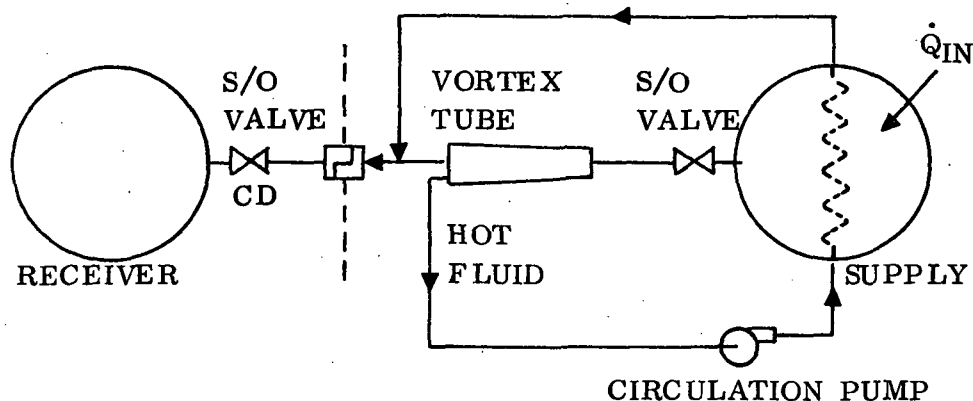 S/O
VALVE
CD
RECEIVER
VORTEX
TUBE
HOT
FLUID
S/O
VALVE
Q̇IN
SUPPLY
CIRCULATION PUMP